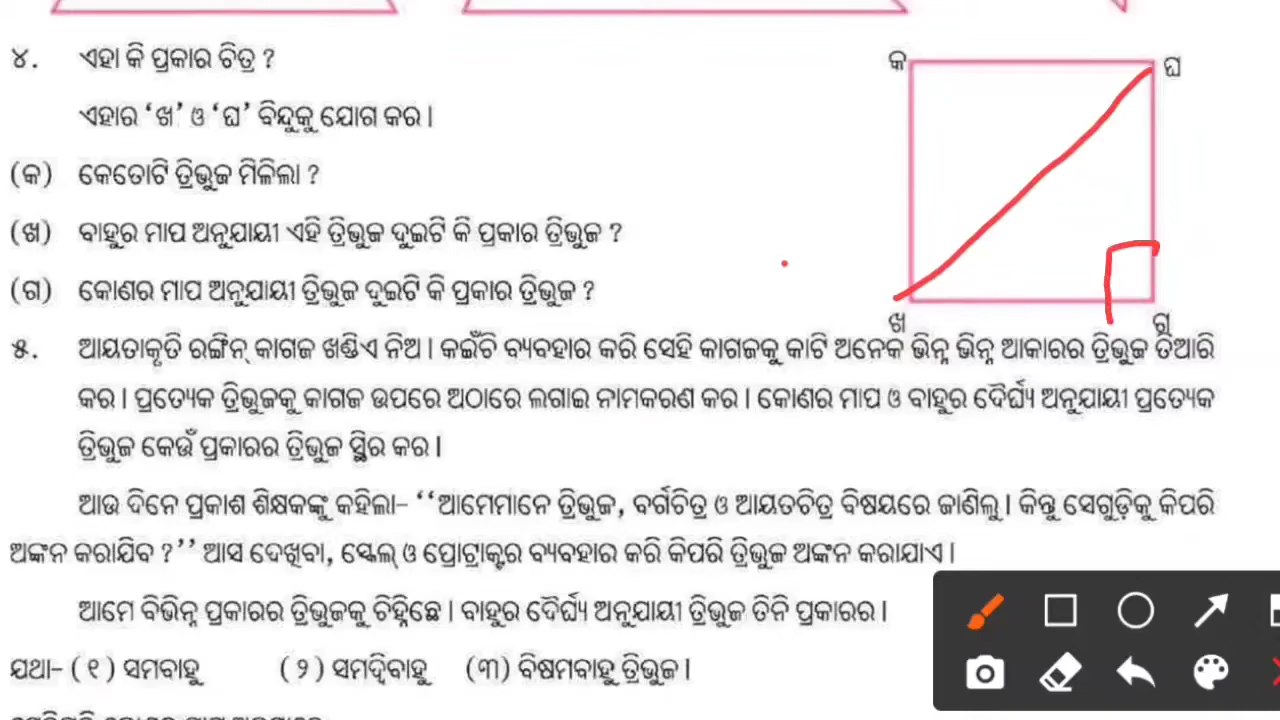 ୪. ଏହା କି ପ୍ରକାର ଚିତ୍ର ?
ଏହାର ‘ଖ’ ଓ ‘ଘ’ ବିନ୍ଦୁକୁ ଯୋଗ କର ।
(କ) କେତୋଟି ତ୍ରିଭୁଜ ମିଳିଲା ?
(ଖ) ବାହୁର ମାପ ଅନୁଯାୟୀ ଏହି ତ୍ରିଭୁଜ ଦୁଇଟି କି ପ୍ରକାର ତ୍ରିଭୁଜ ?
(ଗ) କୋଣର ମାପ ଅନୁଯାୟୀ ତ୍ରିଭୁଜ ଦୁଇଟି କି ପ୍ରକାର ତ୍ରିଭୁଜ ?
କ ଘ
ଖ ଗ
୫. ଆୟତାକୃତି ରଙ୍ଗିନ୍ କାଗଜ ଖଣ୍ଡିଏ ନିଅ । କଇଁଚି ବ୍ୟବହାର କରି ସେହି କାଗଜକୁ କାଟି ଅନେକ ଭିନ୍ନ ଭିନ୍ନ ଆକାରର ତ୍ରିଭୁଜ ତିଆରି
କର । ପ୍ରତ୍ୟେକ ତ୍ରିଭୁଜକୁ କାଗଜ ଉପରେ ଅଠାରେ ଲଗାଇ ନାମକରଣ କର । କୋଣର ମାପ ଓ ବାହୁର ଦୈର୍ଘ୍ୟ ଅନୁଯାୟୀ ପ୍ରତ୍ୟେକ
ତ୍ରିଭୁଜ କେଉଁ ପ୍ରକାରର ତ୍ରିଭୁଜ ସ୍ଥିର କର ।
ଆଉ ଦିନେ ପ୍ରକାଶ ଶିକ୍ଷକଙ୍କୁ କହିଲା- ‘‘ଆମେମାନେ ତ୍ରିଭୁଜ, ବର୍ଗଚିତ୍ର ଓ ଆୟତଚିତ୍ର ବିଷୟରେ ଜାଣିଲୁ । କିନ୍ତୁ ସେଗୁଡ଼ିକୁ କିପରି
ଅଙ୍କନ କରାଯିବ ?’’ ଆସ ଦେଖିବା, ସ୍କେଲ୍ ଓ ପ୍ରୋଟ୍ରାକ୍ଟର ବ୍ୟବହାର କରି କିପରି ତ୍ରିଭୁଜ ଅଙ୍କନ କରାଯାଏ ।
ଆମେ ବିଭିନ୍ନ ପ୍ରକାରର ତ୍ରିଭୁଜକୁ ଚିହ୍ନିଛେ । ବାହୁର ଦୈର୍ଘ୍ୟ ଅନୁଯାୟୀ ତ୍ରିଭୁଜ ତିନି ପ୍ରକାରର ।
ଯଥା- (୧) ସମବାହୁ (୨) ସମଦ୍ବିବାହୁ (୩) ବିଷମବାହୁ ତ୍ରିଭୁଜ ।